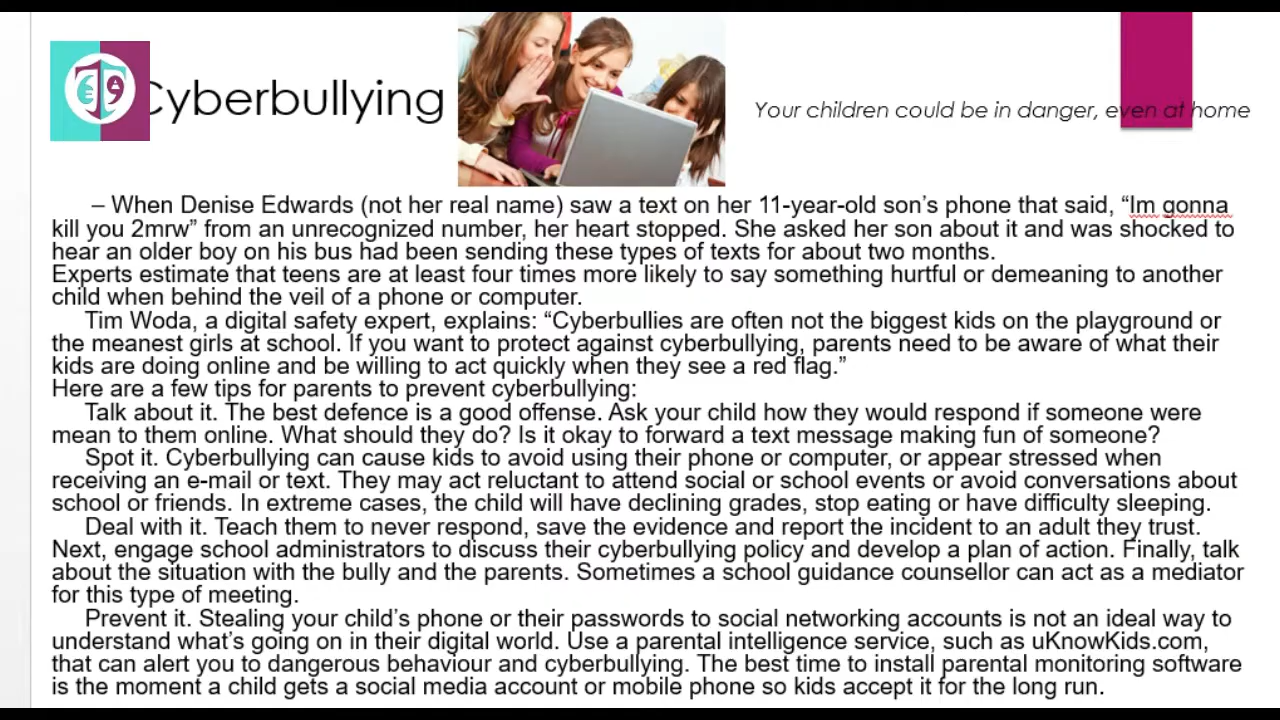 Cyberbullying
Your children could be in danger, even at home
– When Denise Edwards (not her real name) saw a text on her 11-year-old son’s phone that said, “Im gonna
kill you 2mrw” from an unrecognized number, her heart stopped. She asked her son about it and was shocked to
hear an older boy on his bus had been sending these types of texts for about two months.
Experts estimate that teens are at least four times more likely to say something hurtful or demeaning to another
child when behind the veil of a phone or computer.
Tim Woda, a digital safety expert, explains: “Cyberbullies are often not the biggest kids on the playground or
the meanest girls at school. If you want to protect against cyberbullying, parents need to be aware of what their
kids are doing online and be willing to act quickly when they see a red flag.”
Here are a few tips for parents to prevent cyberbullying:
Talk about it. The best defence is a good offense. Ask your child how they would respond if someone were
mean to them online. What should they do? Is it okay to forward a text message making fun of someone?
Spot it. Cyberbullying can cause kids to avoid using their phone or computer, or appear stressed when
receiving an e-mail or text. They may act reluctant to attend social or school events or avoid conversations about
school or friends. In extreme cases, the child will have declining grades, stop eating or have difficulty sleeping.
Deal with it. Teach them to never respond, save the evidence and report the incident to an adult they trust.
Next, engage school administrators to discuss their cyberbullying policy and develop a plan of action. Finally, talk
about the situation with the bully and the parents. Sometimes a school guidance counsellor can act as a mediator
for this type of meeting.
Prevent it. Stealing your child’s phone or their passwords to social networking accounts is not an ideal way to
understand what’s going on in their digital world. Use a parental intelligence service, such as uKnowKids.com,
that can alert you to dangerous behaviour and cyberbullying. The best time to install parental monitoring software
is the moment a child gets a social media account or mobile phone so kids accept it for the long run.